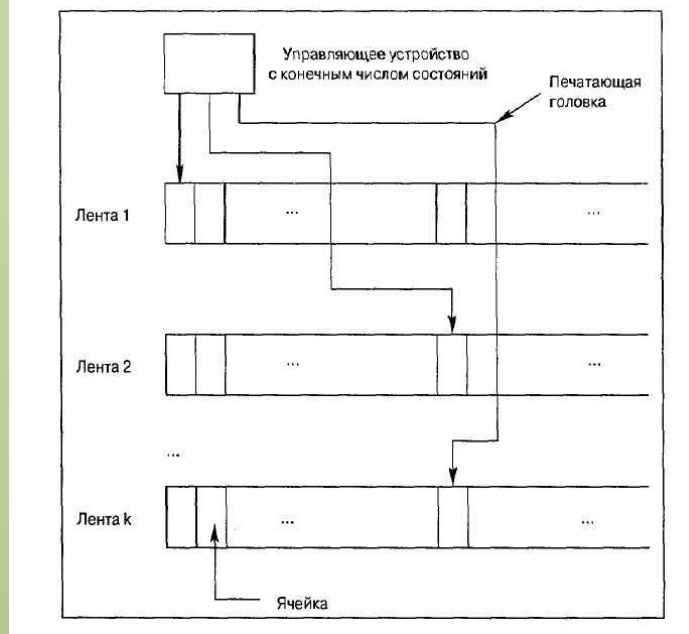 Управляющее устройство
с конечным числом состояний
Печатающая
головка
Лента 1
...
...
Лента 2
...
...
...
Лента k
...
...
Ячейка